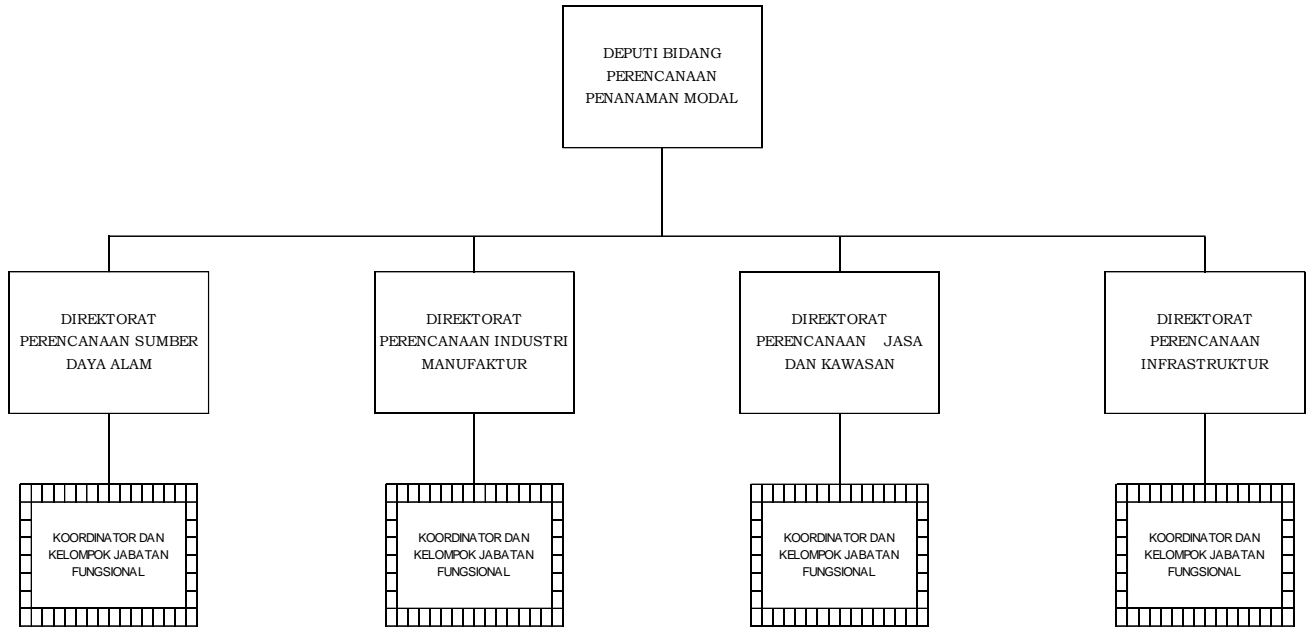 DEPUTI BIDANG
PERENCANAAN
PENANAMAN MODAL
DIREKTORAT
PERENCANAAN SUMBER
DAYA ALAM
DIREKTORAT
PERENCANAAN INDUSTRI
MANUFAKTUR
DIREKTORAT
PERENCANAAN JASA
DAN KAWASAN
DIREKTORAT
PERENCANAAN
INFRASTRUKTUR
KOORDINATOR DAN
KELOMPOK JABATAN
FUNGSIONAL
KOORDINATOR DAN
KELOMPOK JABATAN
FUNGSIONAL
KOORDINATOR DAN
KELOMPOK JABATAN
FUNGSIONAL
KOORDINATOR DAN
KELOMPOK JABATAN
FUNGSIONAL